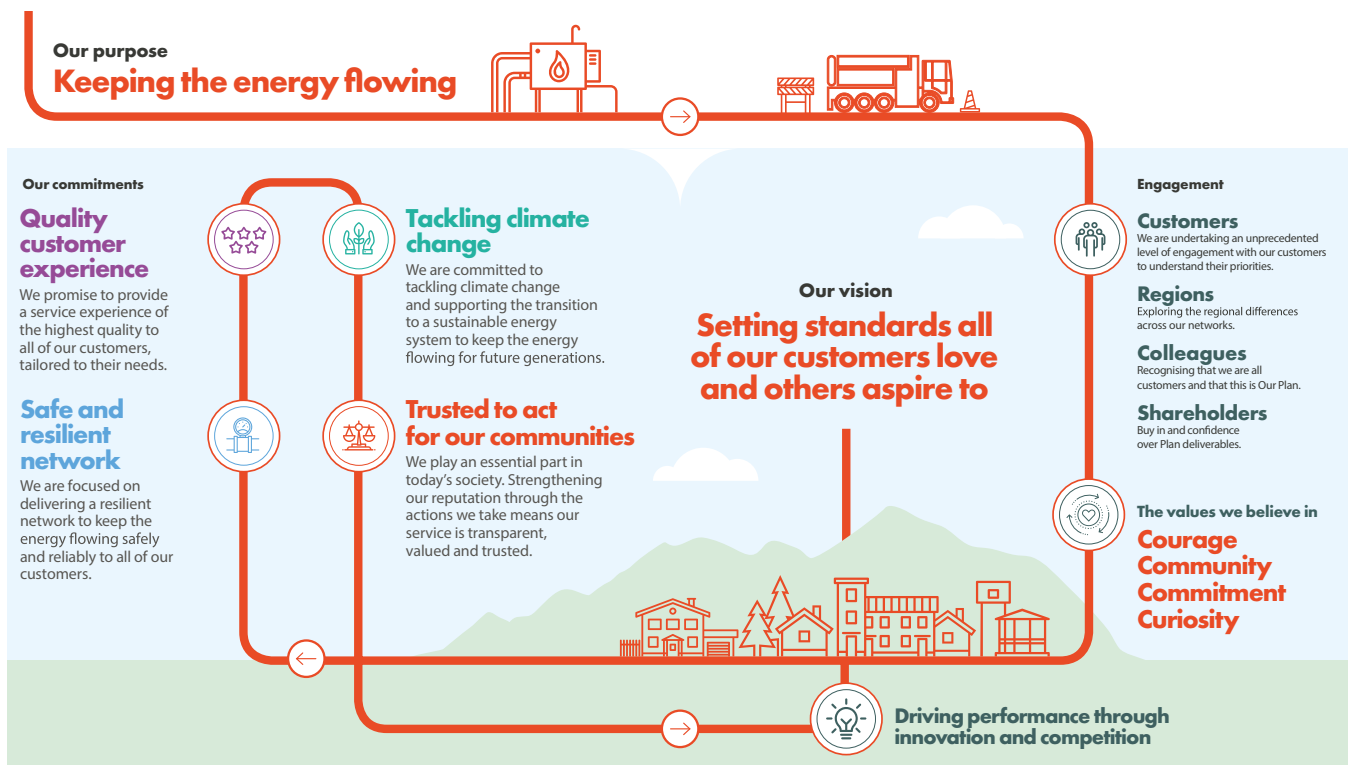 Our purpose
Keeping the energy flowing
Our commitments
Quality
customer
experience
We promise to provide
a service experience of
the highest quality to
all of our customers,
tailored to their needs.
Safe and
resilient
network
We are focused on
delivering a resilient
network to keep the
energy flowing safely
and reliably to all of our
customers.
Tackling climate
change
We are committed to
tackling climate change
and supporting the transition
to a sustainable energy
system to keep the energy
flowing for future generations.
Trusted to act
for our communities
We play an essential part in
today's society. Strengthening
our reputation through the
actions we take means our
service is transparent,
valued and trusted.
Our vision
Setting standards all
of our customers love
and others aspire to
Engagement
Customers
We are undertaking an unprecedented
level of engagement with our customers
to understand their priorities.
Regions
Exploring the regional differences
across our networks.
Colleagues
Recognising that we are all
customers and that this is Our Plan.
Shareholders
Buy in and confidence
over Plan deliverables.
The values we believe in
Courage
Community
Commitment
Curiosity
Driving performance through
innovation and competition